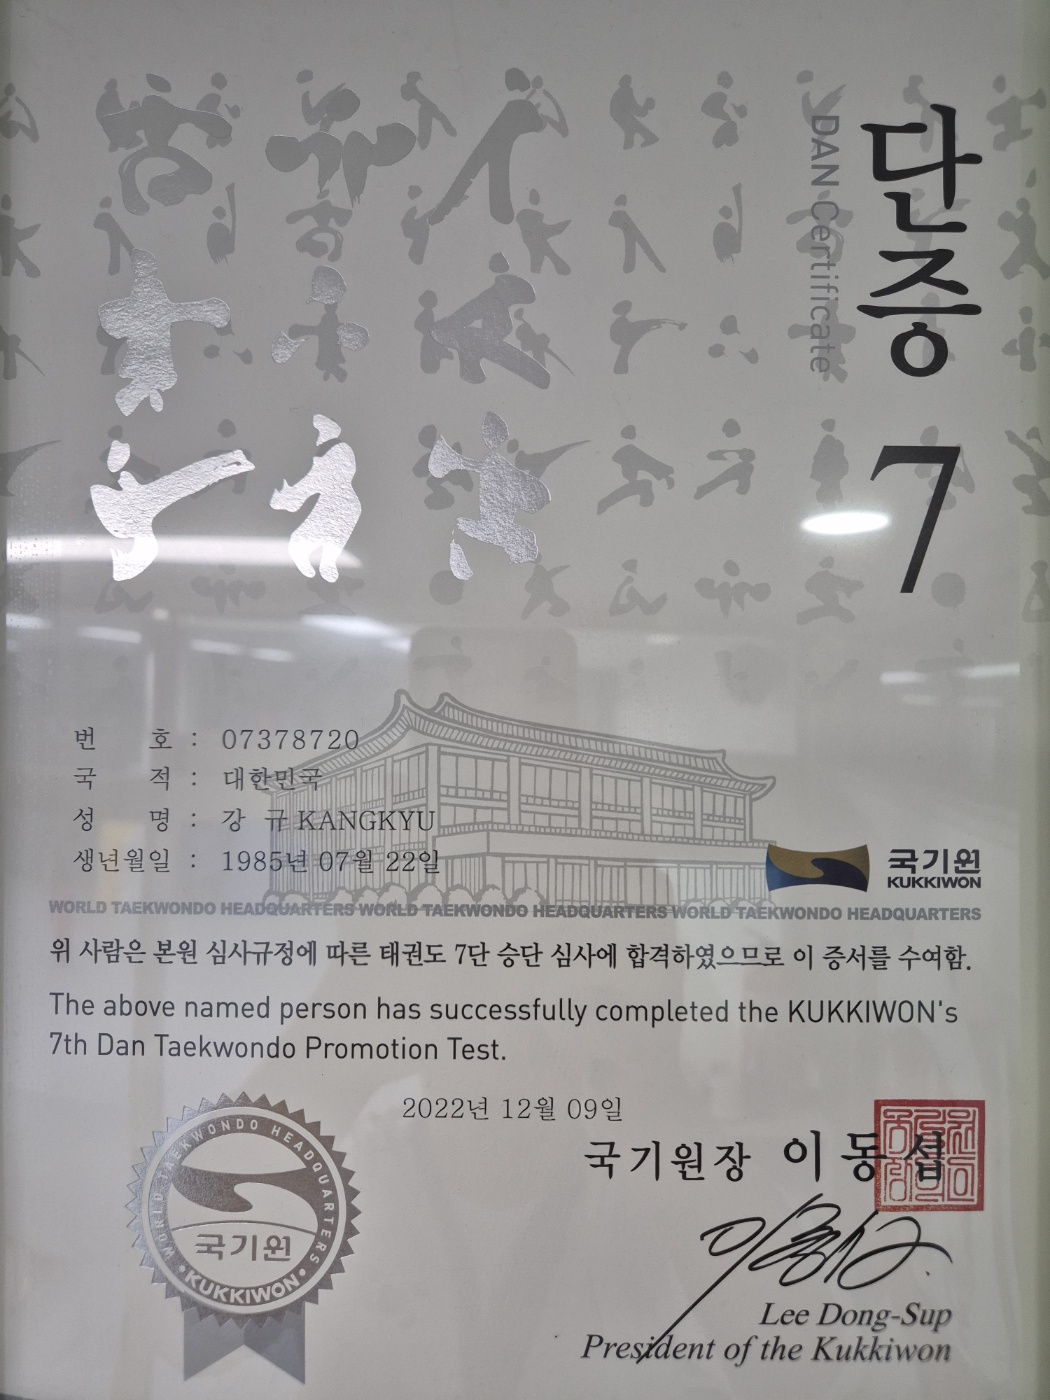 단증 7
DAN Certificate
번 호 : 07378720
국 적 : 대한민국
성 명 : 강 규 KANGKYU
생년월일 : 1985년 07월 22일
국기원
KUKKIWON
WORLD TAEKWONDO HEADQUARTERS WORLD TAEKWONDO HEADQUARTERS WORLD TAEKWONDO HEADQUARTERS
위 사람은 본원 심사규정에 따른 태권도 7단 승단 심사에 합격하였으므로 이 증서를 수여함.
The above named person has successfully completed the KUKKIWON's
7th Dan Taekwondo Promotion Test.
2022년 12월 09일
국기원장 이동섭
WORLD TAEKWONDO HEADQUARTERS
국기원
KUKKIWON
이동섭
Lee Dong-Sup
President of the Kukkiwon